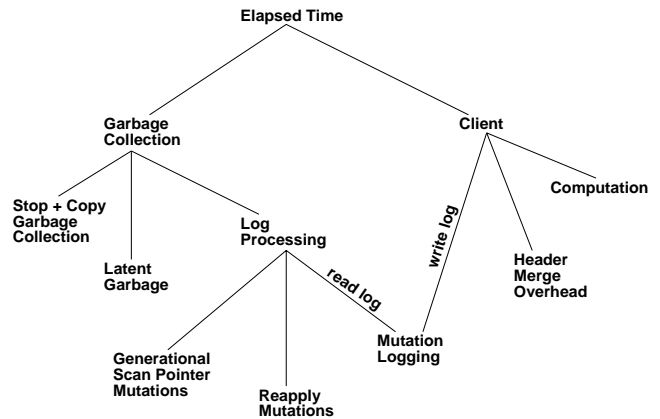 Elapsed Time
Garbage
Collection
Client
Stop + Copy
Garbage
Collection
Latent
Garbage
Log
Processing
write log
Computation
Header
Merge
Overhead
read log
Generational
Scan Pointer
Mutations
Reapply
Mutations
Mutation
Logging